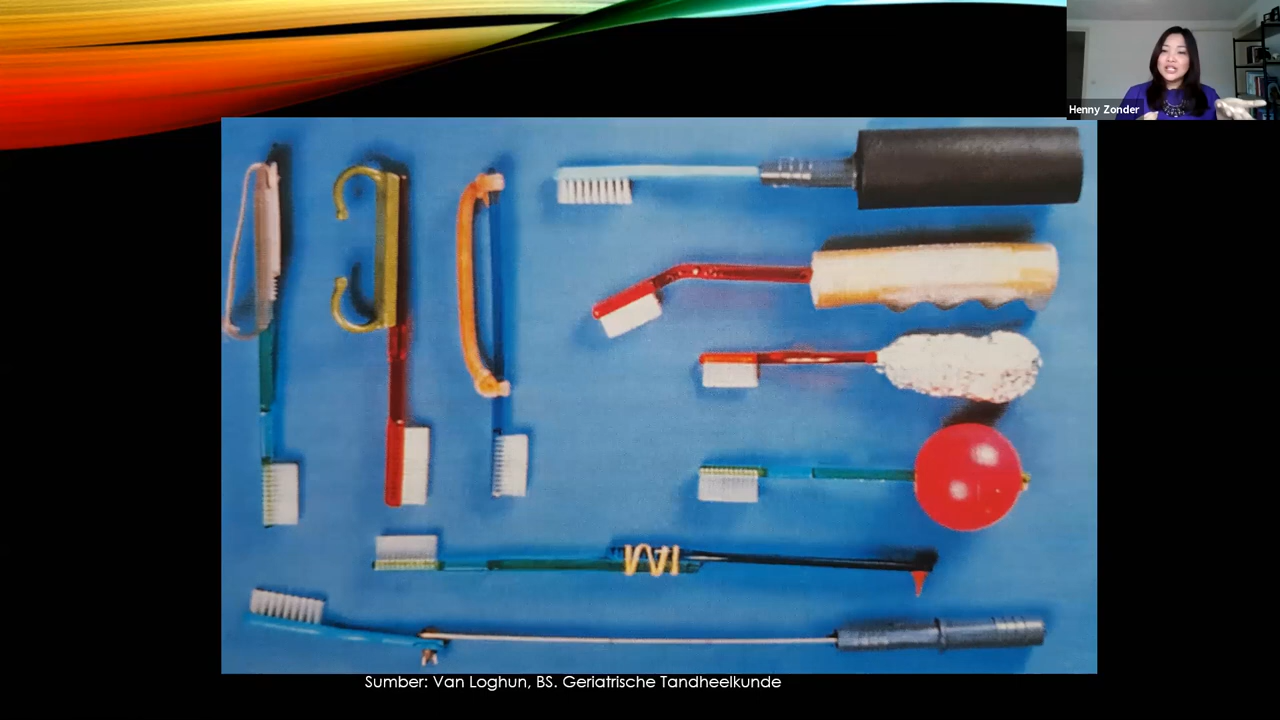 Henny Zonder
Sumber: Van Loghun, BS. Geriatrische Tandheelkunde